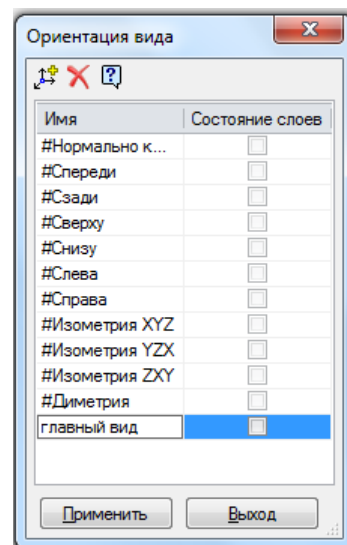 Ориентация вида
Имя Состояние слоев
#Нормально к...
#Спереди
#Сзади
#Сверху
#Снизу
#Слева
#Справа
#Изометрия XYZ
#Изометрия YZX
#Изометрия ZXY
#Диметрия
главный вид
Применить Выход